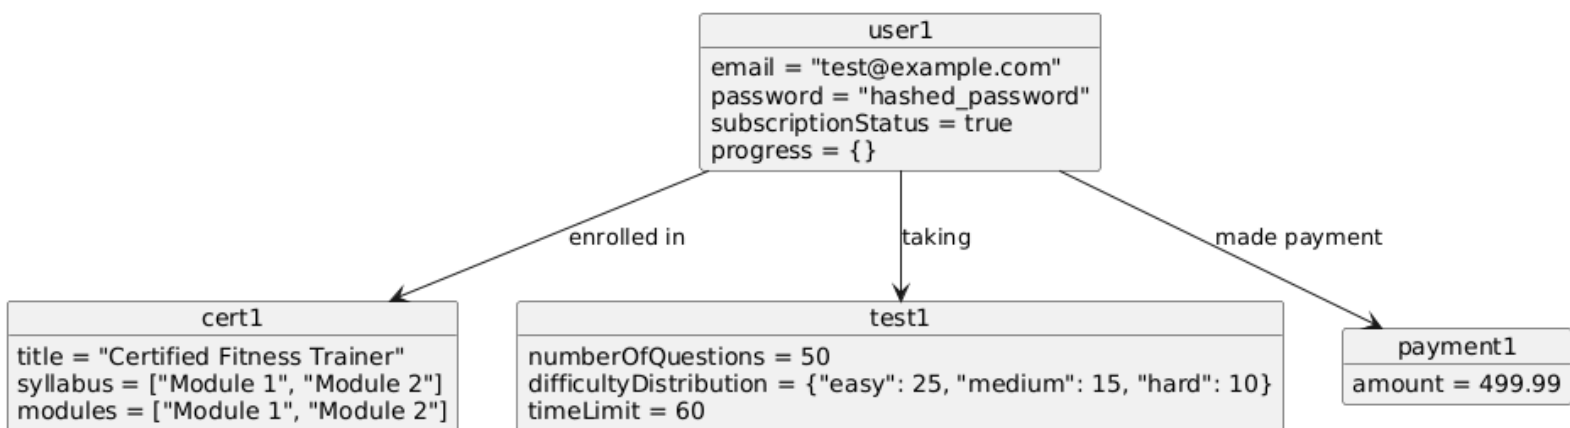 user1
email = "test@example.com"
password = "hashed_password"
subscriptionStatus = true
progress = {}
enrolled in
taking
made payment
cert1
title = "Certified Fitness Trainer"
syllabus = ["Module 1", "Module 2"]
modules = ["Module 1", "Module 2"]
test1
numberOfQuestions = 50
difficultyDistribution = {"easy": 25, "medium": 15, "hard": 10}
timeLimit = 60
payment1
amount = 499.99